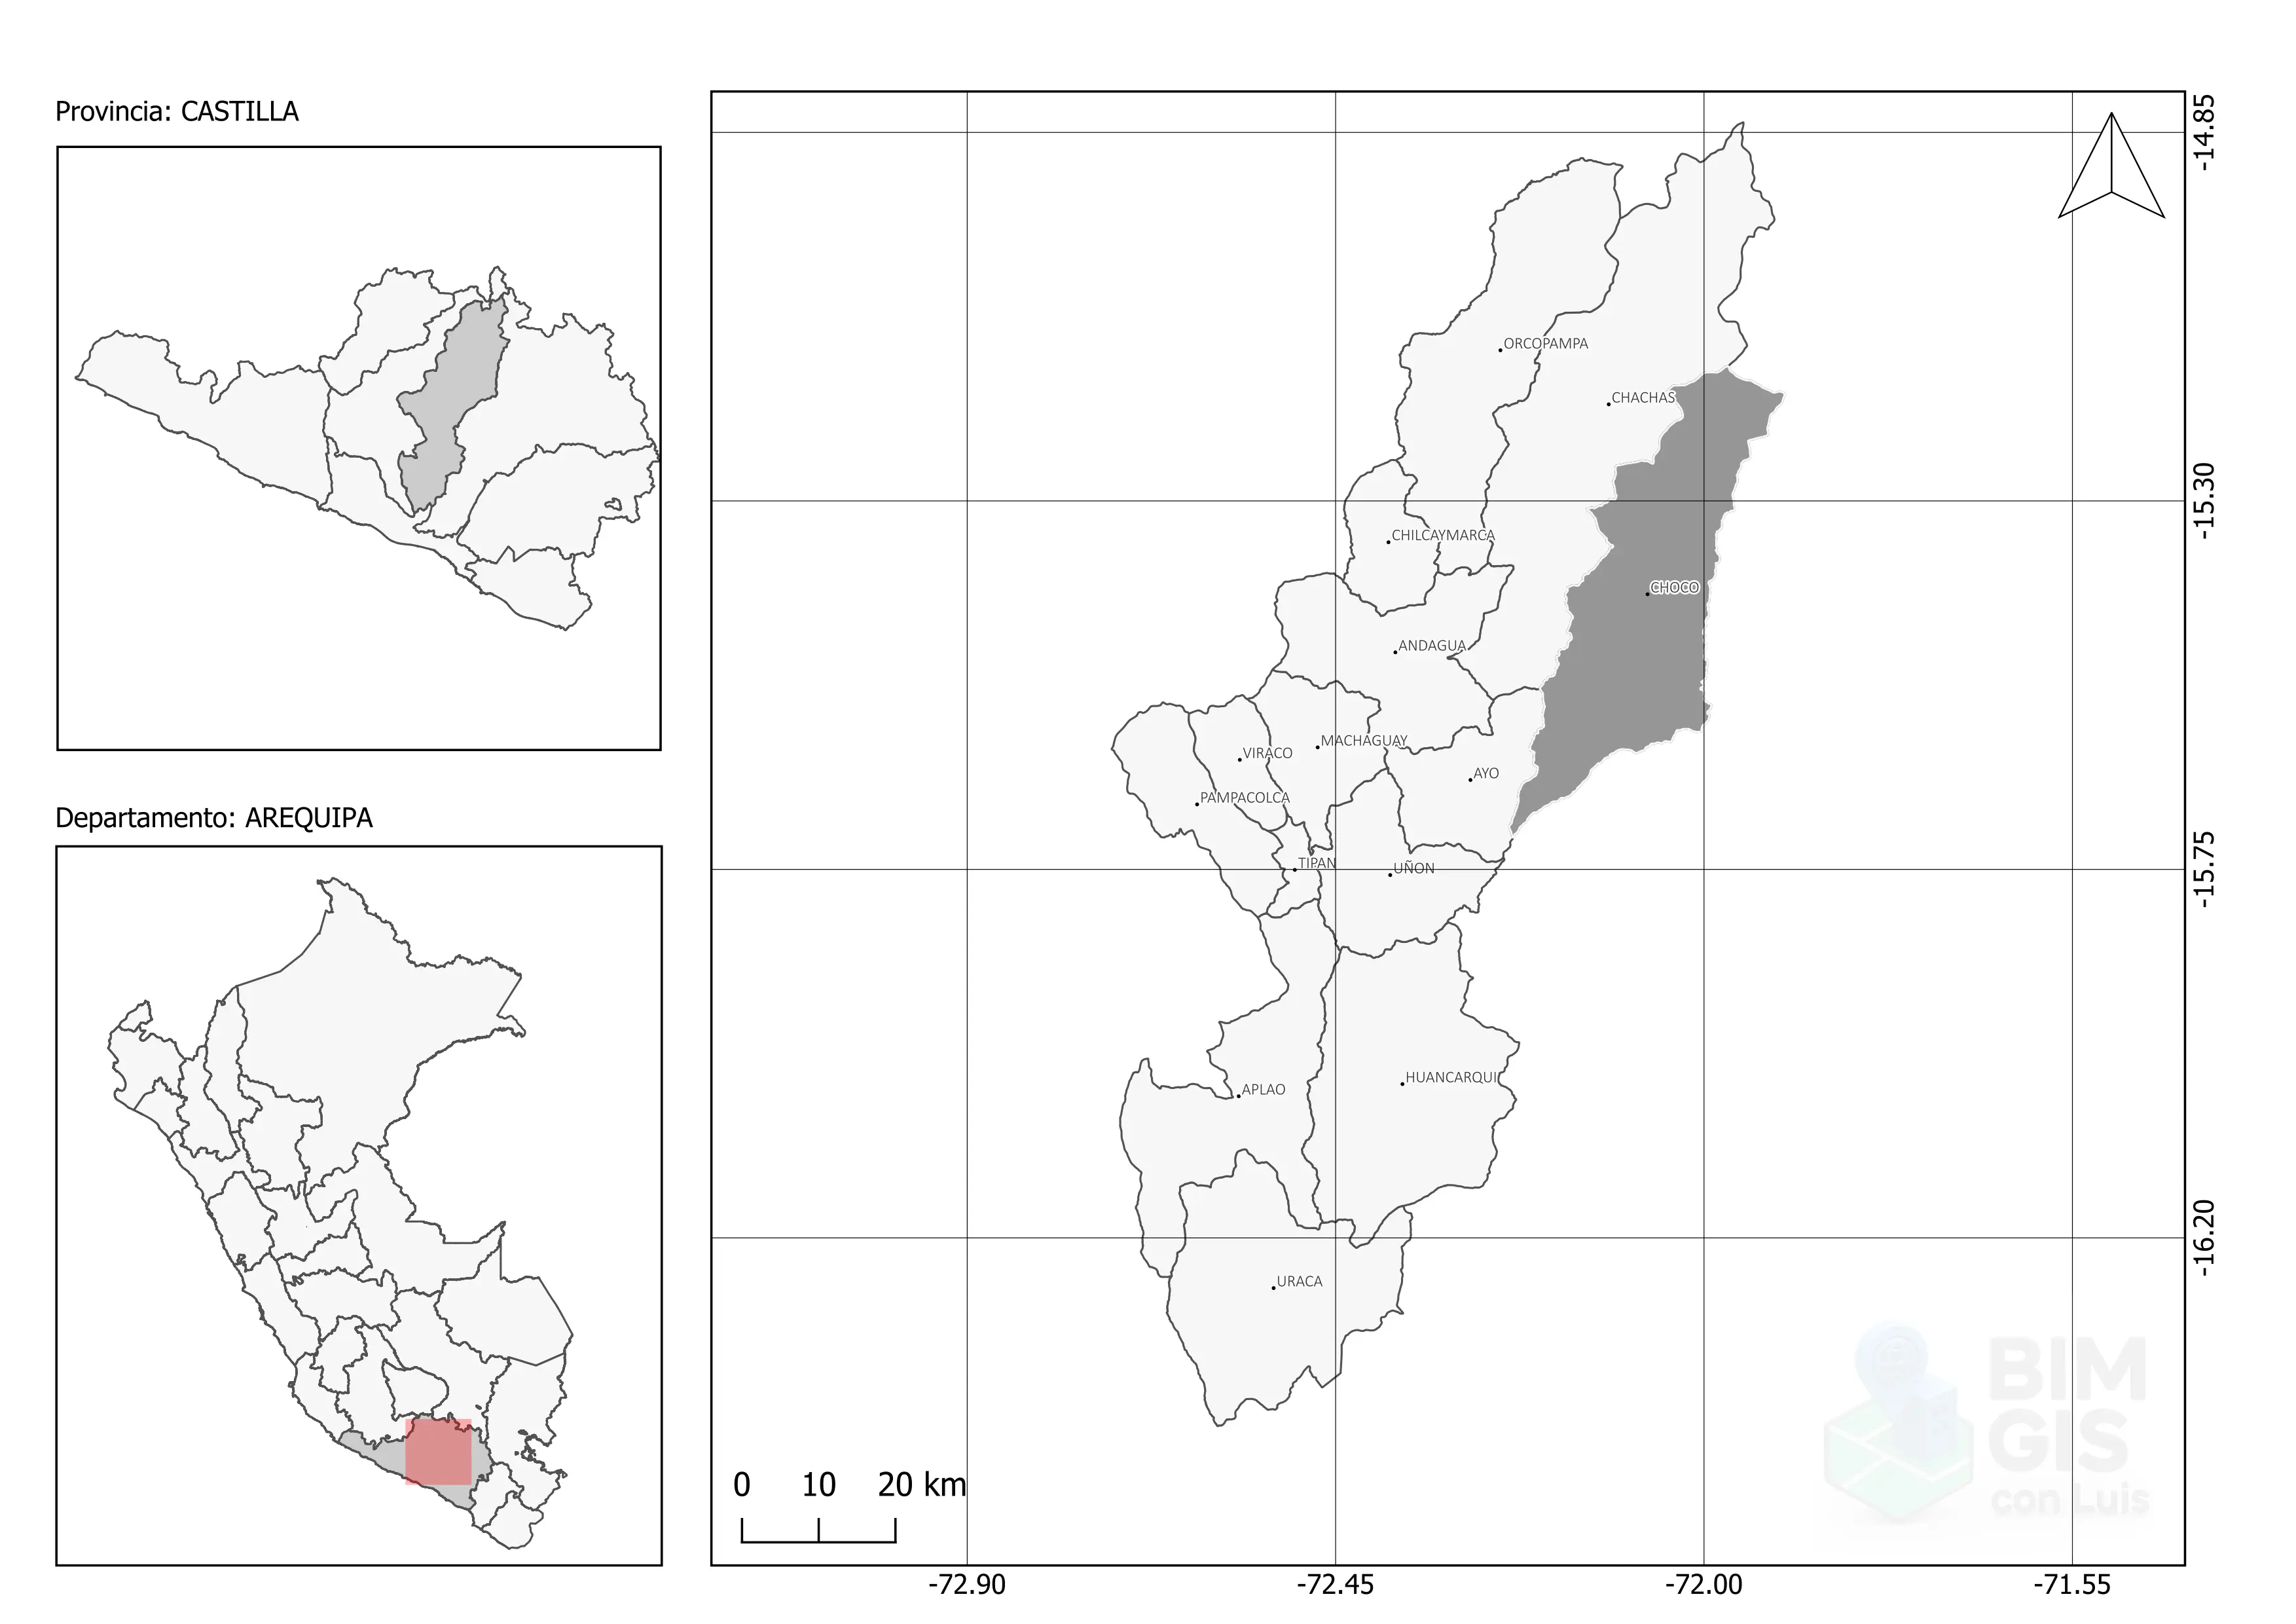 Provincia: CASTILLA
Departamento: AREQUIPA
ORCOPAMPA
CHACHAS
CHILCAYMARCA
CHOCO
ANDAGUA
MACHAGUAY
VIRACO
AYO
PAMPACOLCA
TIPAN
UÑON
HUANCARQUI
APLAO
URACA
-14.85
-15.30
-15.75
-16.20
BIM
GIS
con Luis
0 10 20 km
-72.90 -72.45 -72.00 -71.55